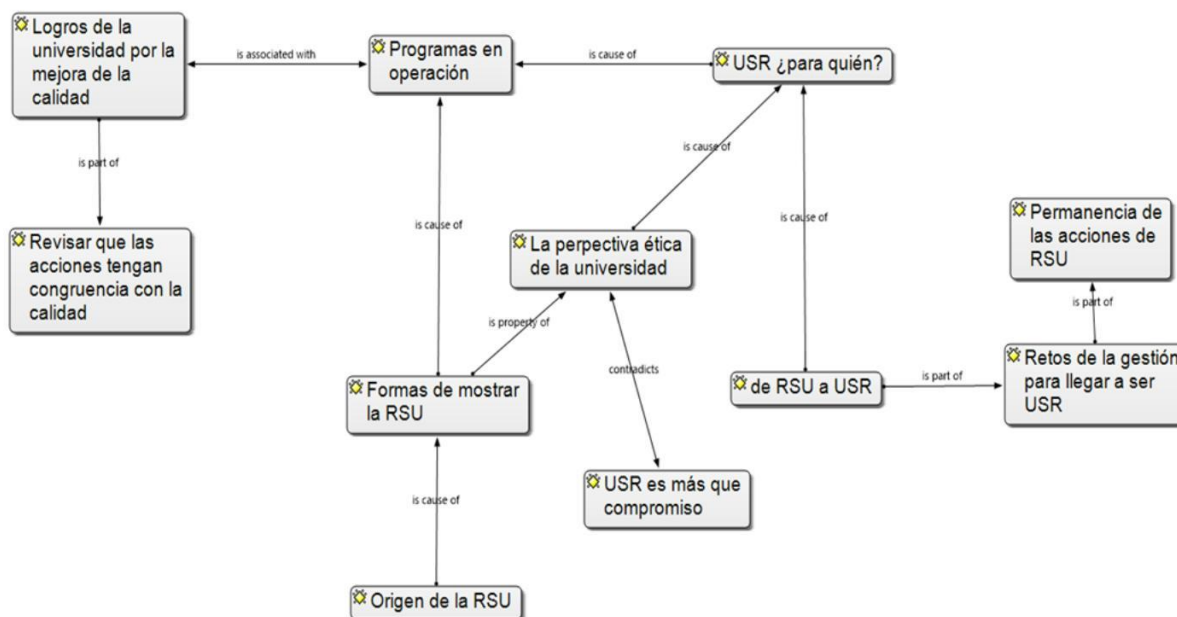 Logros de la
universidad por la
mejora de la
calidad
is associated with
Programas en
operación
is cause of
USR ¿para quién?
is part of
is cause of
is cause of
is cause of
Revisar que las
acciones tengan
congruencia con la
calidad
La perpectiva ética
de la universidad
Permanencia de
las acciones de
RSU
is property of
contradicts
is part of
Formas de mostrar
la RSU
de RSU a USR
is part of
Retos de la gestión
para llegar a ser
USR
is cause of
USR es más que
compromiso
Origen de la RSU